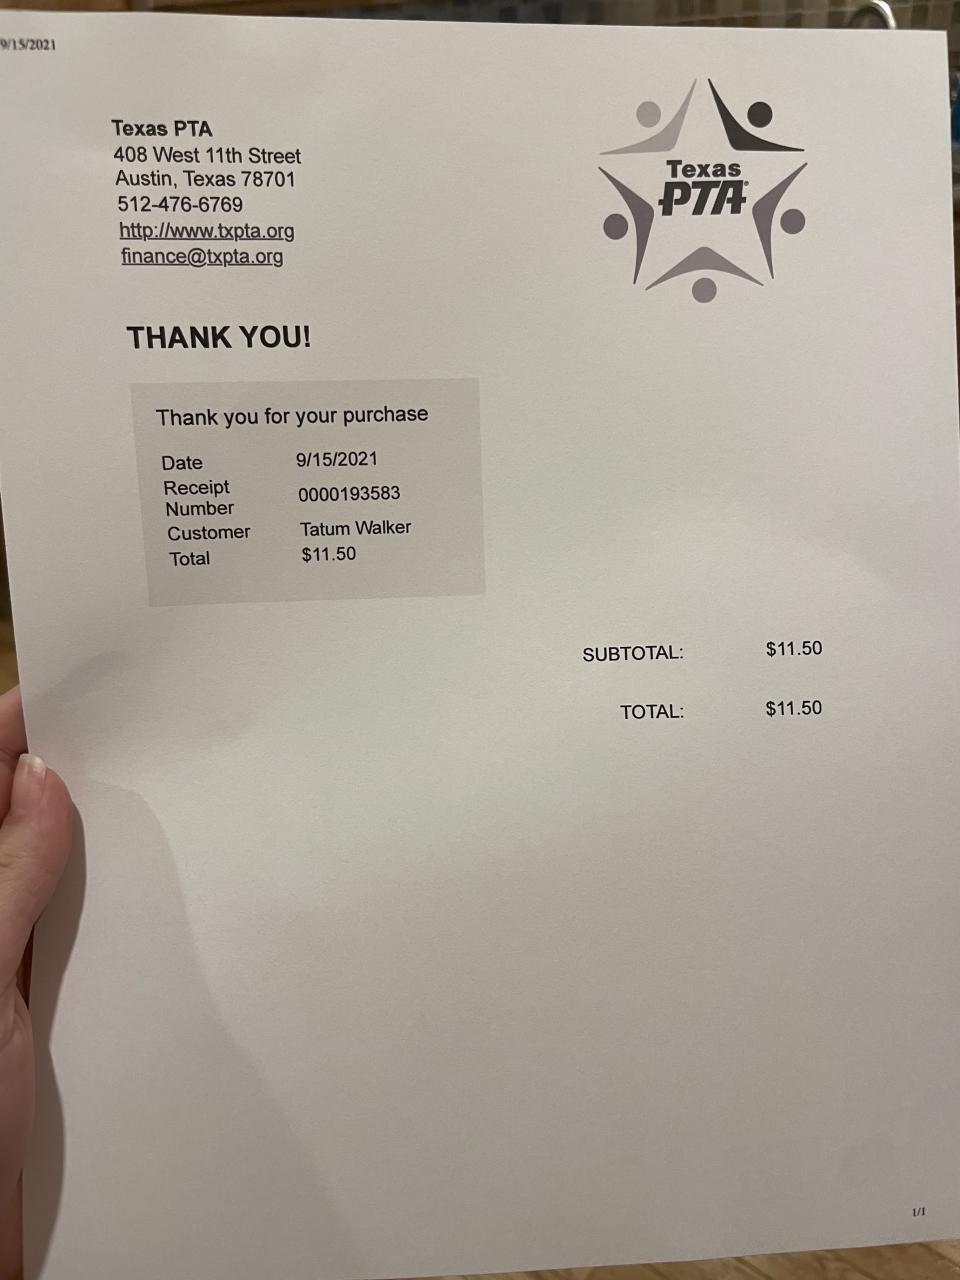 9/15/2021
Texas PTA
408 West 11th Street
Austin, Texas 78701
512-476-6769
http://www.txpta.org
finance@txpta.org
Texas
PTA®
THANK YOU!
Thank you for your purchase
Date 9/15/2021
Receipt
Number 0000193583
Customer Tatum Walker
Total $11.50
SUBTOTAL: $11.50
TOTAL: $11.50
1/1